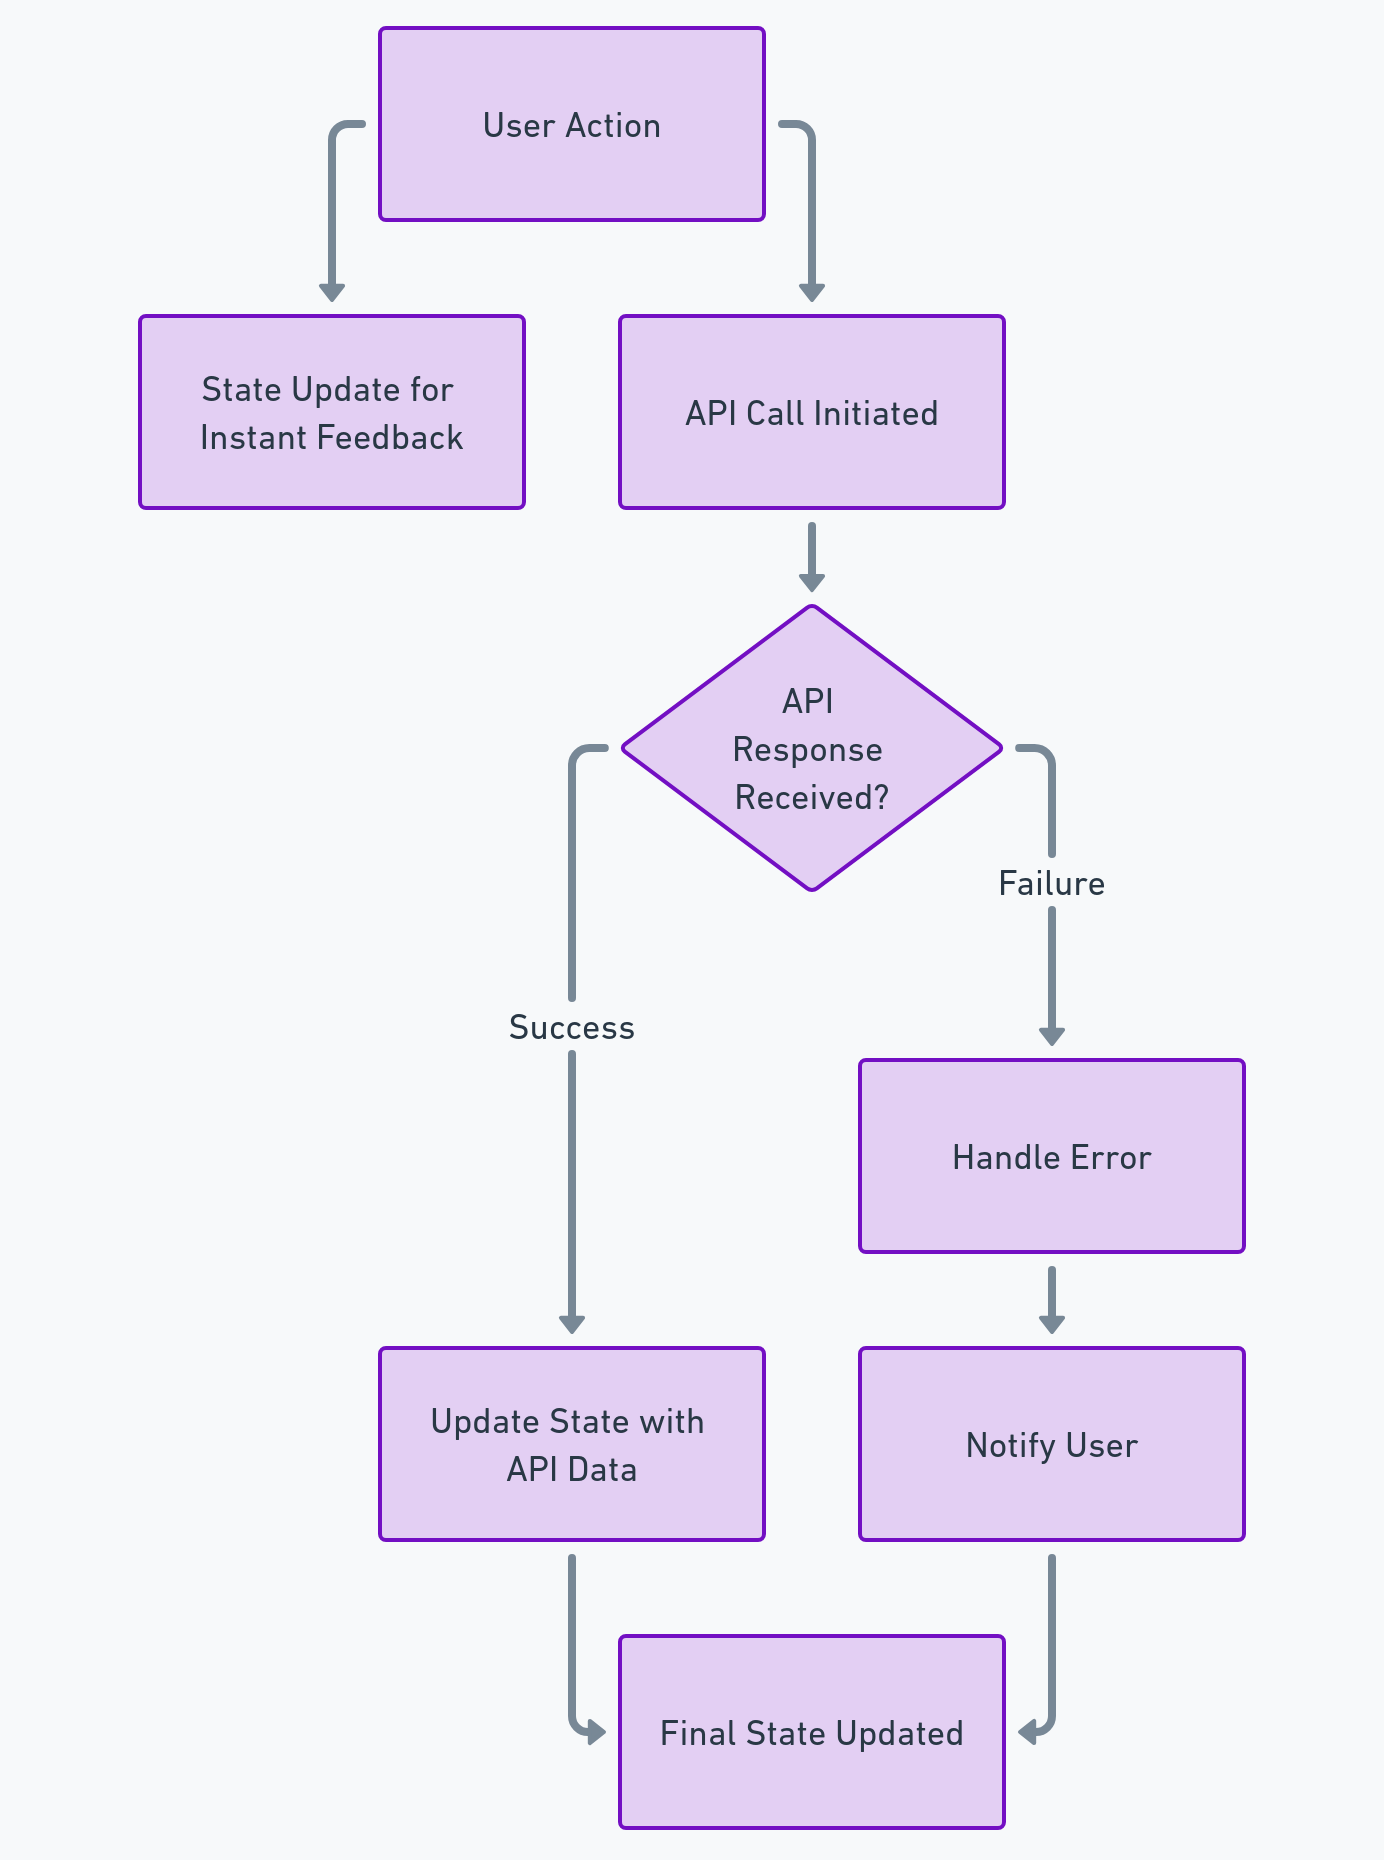 User Action
State Update for
Instant Feedback
API Call Initiated
API
Response
Received?
Failure
Success
Handle Error
Update State with
API Data
Notify User
Final State Updated